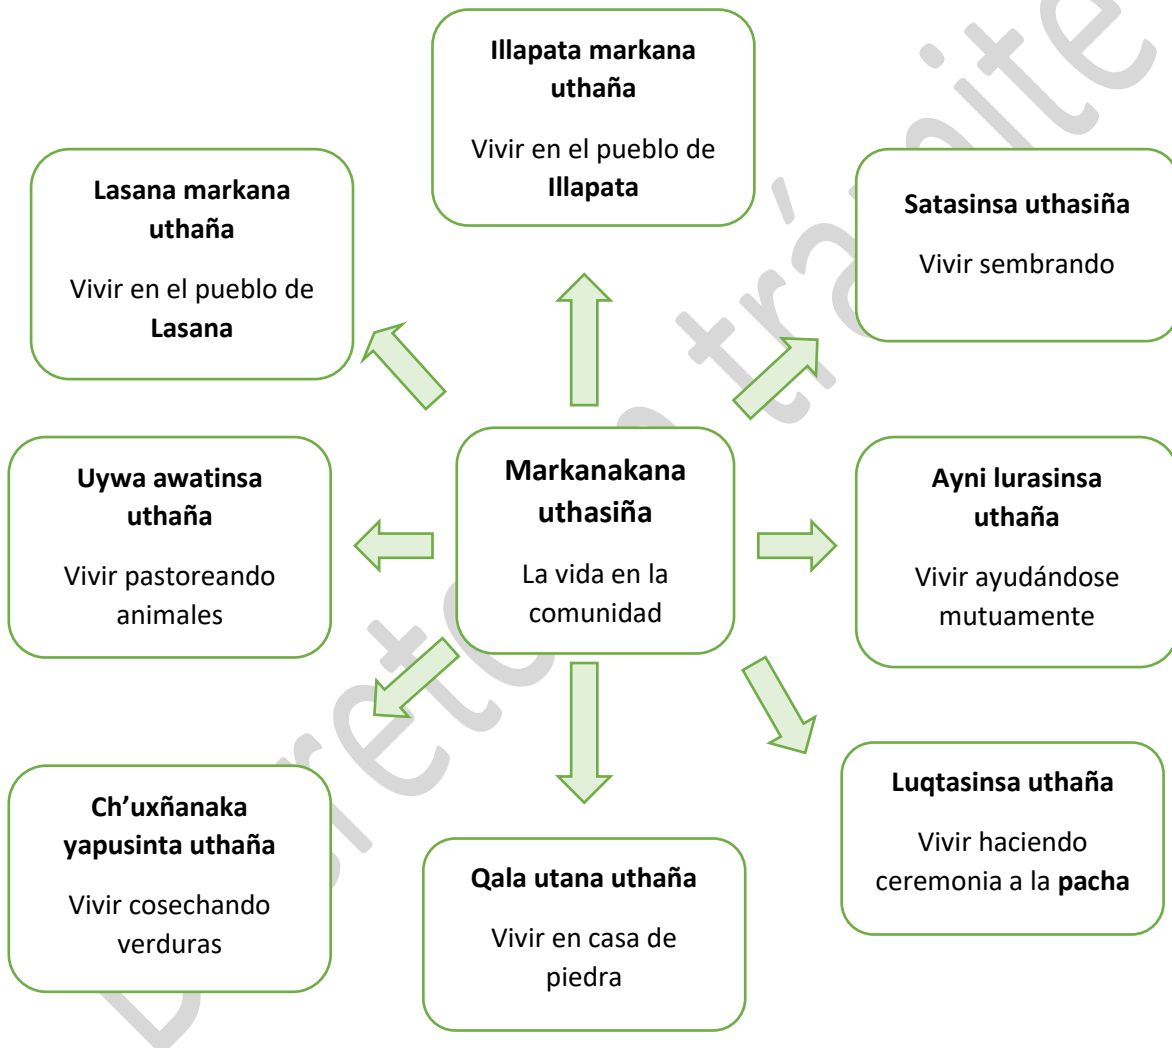 Illapata markana
uthaña
Vivir en el pueblo de
Illapata
Lasana markana
uthaña
Vivir en el pueblo de
Lasana
Satasinsa uthasiña
Vivir sembrando
Uywa awatinsa
uthaña
Vivir pastoreando
animales
Markanakana
uthasiña
La vida en la
comunidad
Ayni lurasinsa
uthaña
Vivir ayudándose
mutuamente
Ch’uxñanaka
yapusinta uthaña
Vivir cosechando
verduras
Qala utana uthaña
Vivir en casa de
piedra
Luqtasinsa uthaña
Vivir haciendo
ceremonia a la pacha
trámite